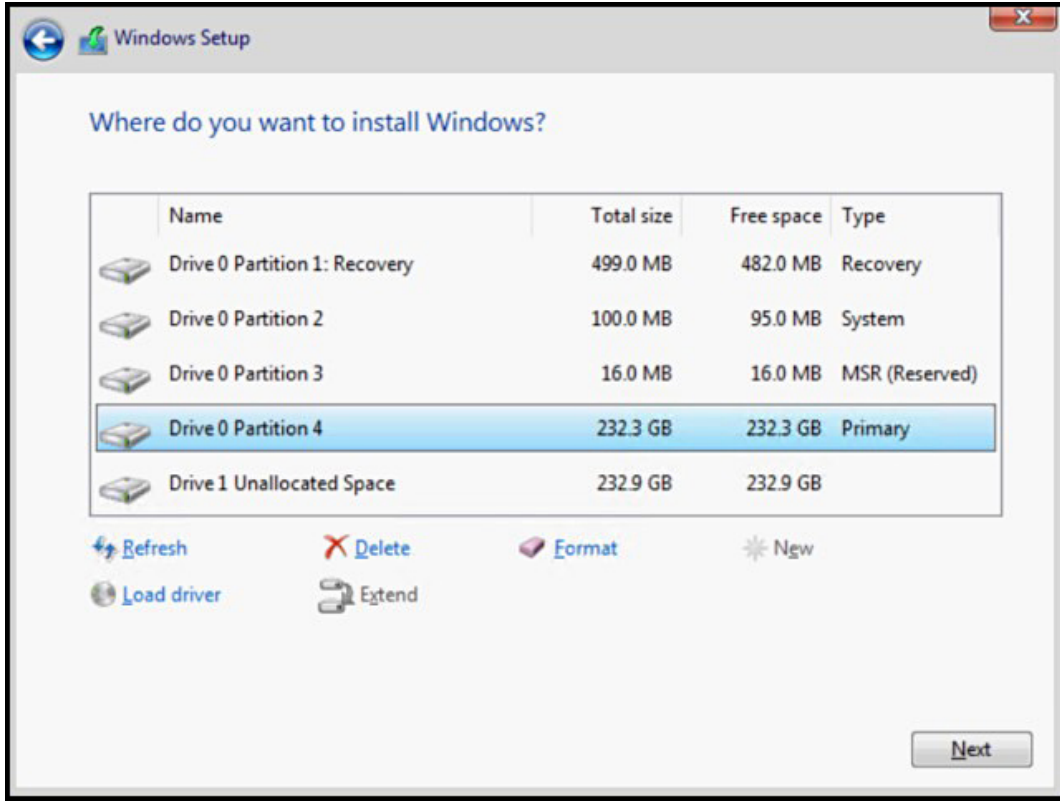 Windows Setup
Where do you want to install Windows?
Name Total size Free space Type
Drive 0 Partition 1: Recovery 499.0 MB 482.0 MB Recovery
Drive 0 Partition 2 100.0 MB 95.0 MB System
Drive 0 Partition 3 16.0 MB 16.0 MB MSR (Reserved)
Drive 0 Partition 4 232.3 GB 232.3 GB Primary
Drive 1 Unallocated Space 232.9 GB 232.9 GB
Refresh Delete Format New
Load driver Extend
Next